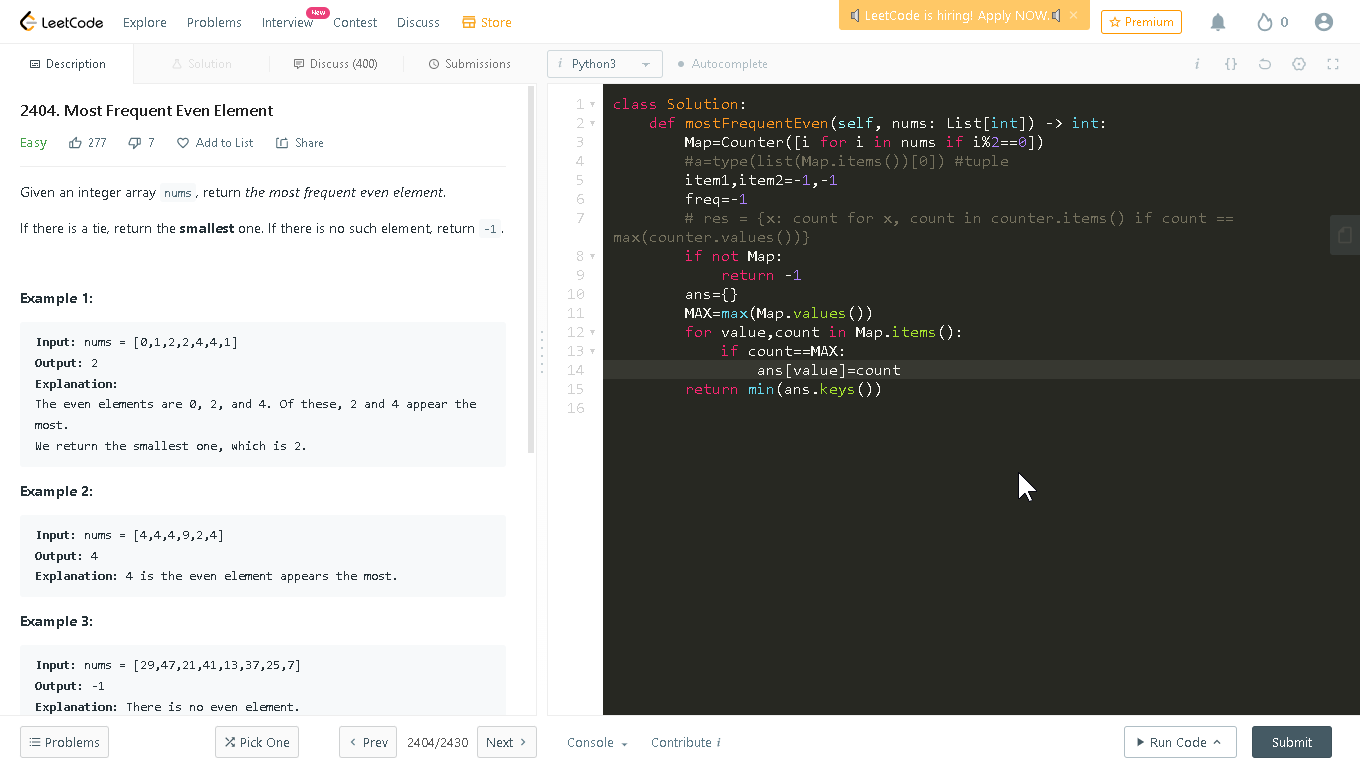 LeetCode Explore Problems Interview New Contest Discuss Store LeetCode is hiring! Apply NOW. × Premium 0
Description Solution Discuss (400) Submissions i Python3 Autocomplete i {}
2404. Most Frequent Even Element
Easy 277 7 Add to List Share
Given an integer array nums , return the most frequent even element.
If there is a tie, return the smallest one. If there is no such element, return -1 .
Example 1:
Input: nums = [0,1,2,2,4,4,1]
Output: 2
Explanation:
The even elements are 0, 2, and 4. Of these, 2 and 4 appear the
most.
We return the smallest one, which is 2.
Example 2:
Input: nums = [4,4,4,9,2,4]
Output: 4
Explanation: 4 is the even element appears the most.
Example 3:
Input: nums = [29,47,21,41,13,37,25,7]
Output: -1
Explanation: There is no even element.
1 class Solution:
2 def mostFrequentEven(self, nums: List[int]) -> int:
3 Map=Counter([i for i in nums if i%2==0])
4 #a=type(list(Map.items())[0]) #tuple
5 item1,item2=-1,-1
6 freq=-1
7 # res = {x: count for x, count in counter.items() if count ==
max(counter.values())}
8 if not Map:
9 return -1
10 ans={}
11 MAX=max(Map.values())
12 for value,count in Map.items():
13 if count==MAX:
14 ans[value]=count
15 return min(ans.keys())
16
Problems Pick One < Prev 2404/2430 Next > Console Contribute i Run Code Submit